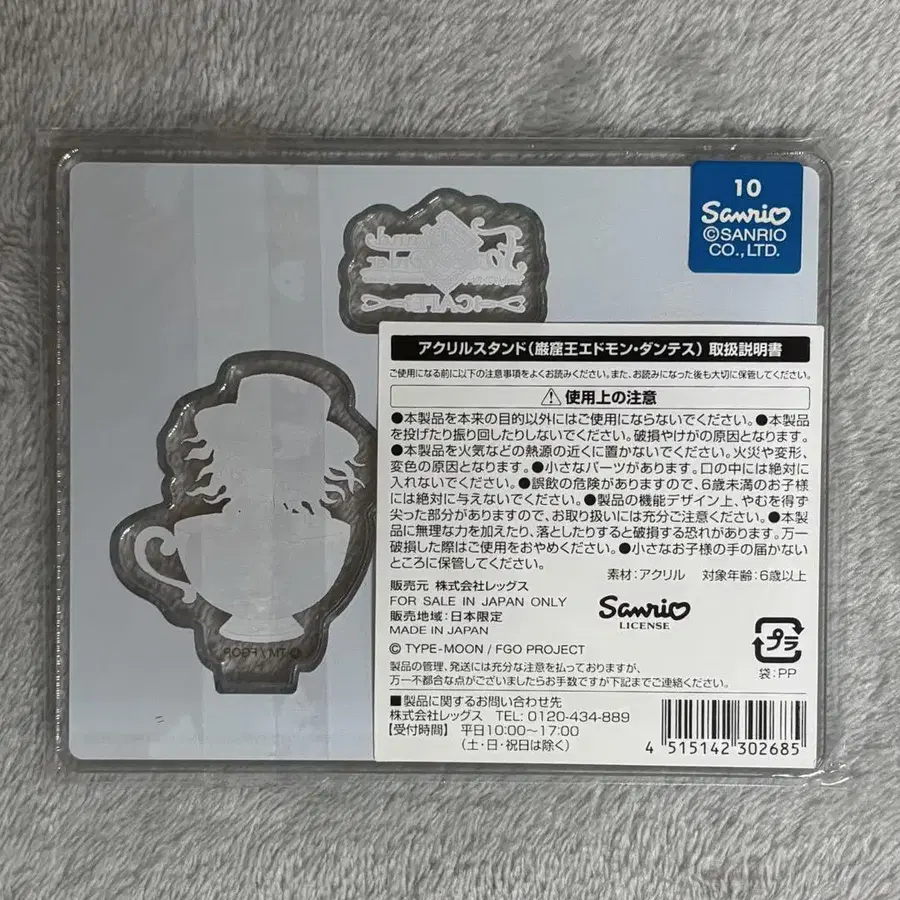 10
Sanrio
©SANRIO
CO.,LTD.
アクリルスタンド(巌窟王エドモン・ダンテス)取扱説明書
ご使用になる前に以下の注意事項をよくお読みください。また、お読みになった後も大切に保管してください。
⚠使用上の注意
●本製品を本来の目的以外にはご使用にならないでください。●本製品
を投げたり振り回したりしないでください。破損やけがの原因となります。
●本製品を火気などの熱源の近くに置かないでください。火災や変形、
変色の原因となります。●小さなパーツがあります。口の中には絶対に
入れないでください。●誤飲の危険がありますので、6歳未満のお子様
には絶対に与えないでください。●製品の機能デザイン上、やむを得ず
尖った部分がありますので、お取り扱いには充分ご注意ください。●本製
品に無理な力を加えたり、落としたりすると破損する恐れがあります。万一
破損した際はご使用をおやめください。●小さなお子様の手の届かない
ところに保管してください。
素材:アクリル 対象年齢:6歳以上
販売元 株式会社レッグス
FOR SALE IN JAPAN ONLY
販売地域:日本限定
MADE IN JAPAN
Sanrio
LICENSE
© TYPE-MOON / FGO PROJECT
プラ
袋:PP
製品の管理、発送には充分な注意を払っておりますが、
万一不都合な点がございましたらお手数ですが下記までご連絡ください。
■製品に関するお問い合わせ先
株式会社レッグス TEL: 0120-434-889
【受付時間】 平日10:00~17:00
(土・日・祝日は除く)
4 515142 302685
© TM / FGOP